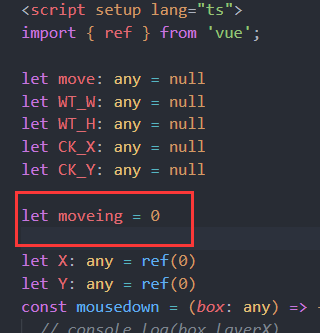 <script setup lang="ts">
import { ref } from 'vue';
let move: any = null
let WT_W: any = null
let WT_H: any = null
let CK_X: any = null
let CK_Y: any = null
let moveing = 0
let X: any = ref(0)
let Y: any = ref(0)
const mousedown = (box: any) =>
// console.log(box.layerX)